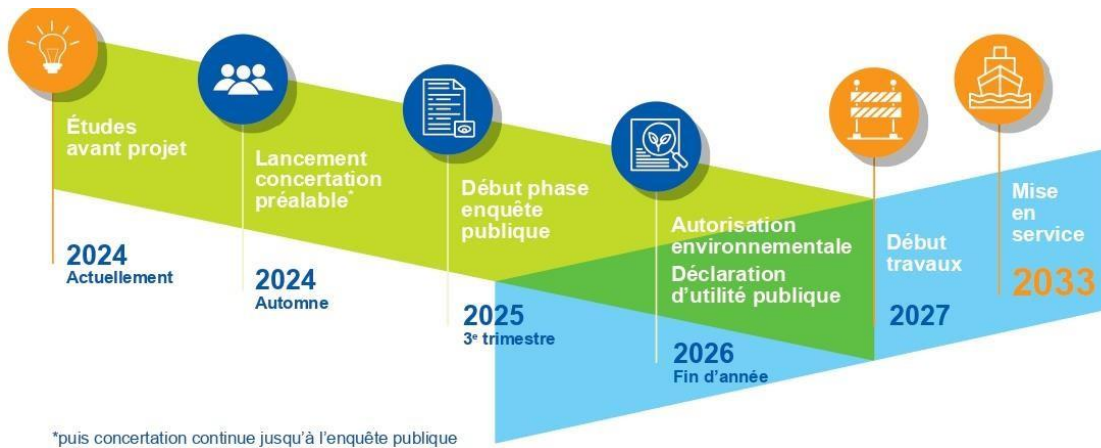 Études
avant projet
2024
Actuellement
Lancement
concertation
préalable*
2024
Automne
Début phase
enquête
publique
2025
3e trimestre
Autorisation
environnementale
Déclaration
d’utilité publique
2026
Fin d’année
Début
travaux
2027
Mise
en
service
2033
*puis concertation continue jusqu’à l’enquête publique